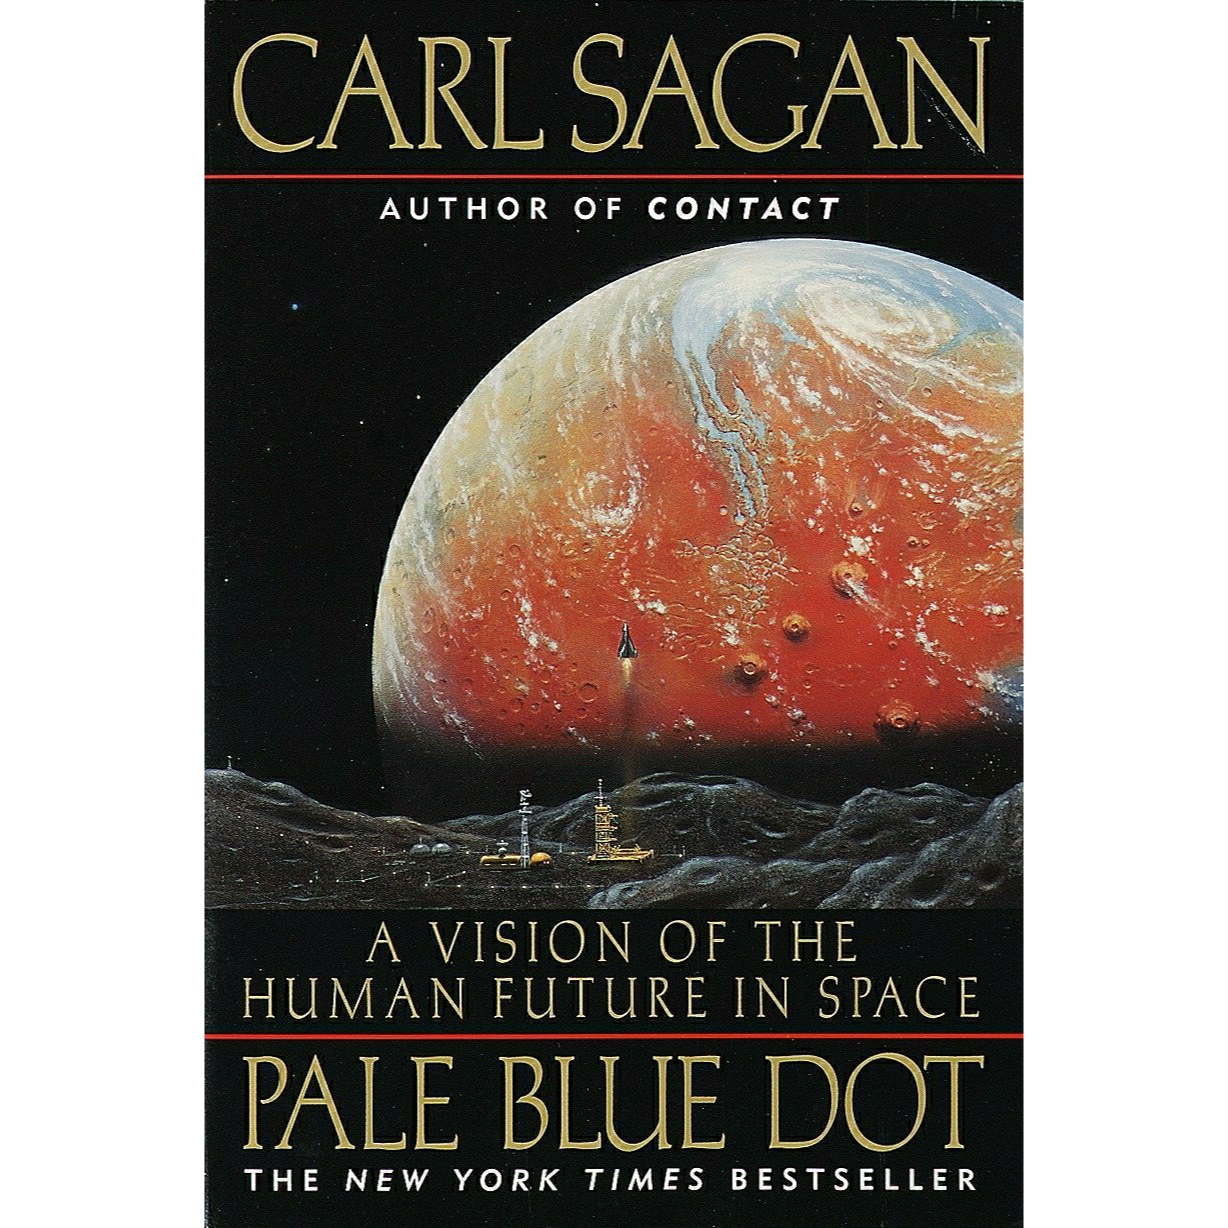 CARL SAGAN
AUTHOR OF CONTACT
A VISION OF THE
HUMAN FUTURE IN SPACE
PALE BLUE DOT
THE NEW YORK TIMES BESTSELLER